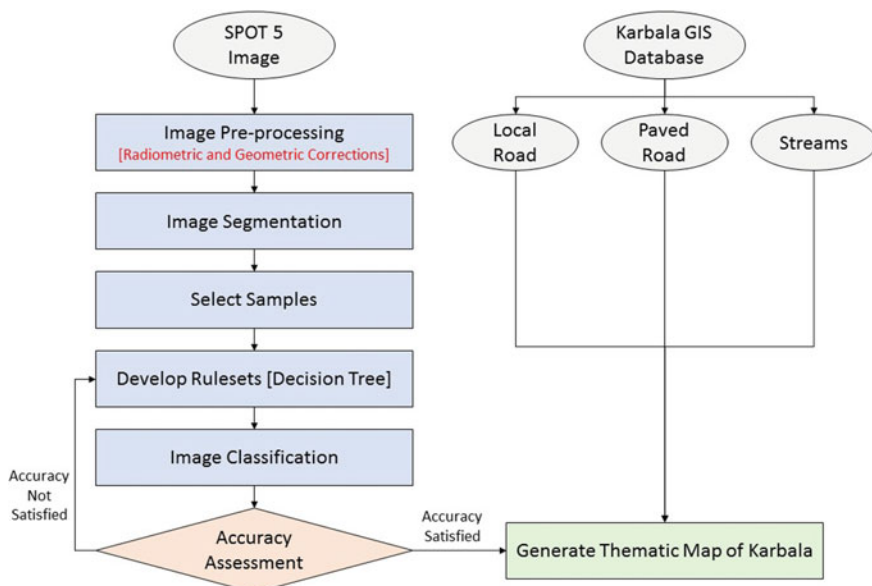 SPOT 5
Image
Image Pre-processing
[Radiometric and Geometric Corrections]
Image Segmentation
Select Samples
Develop Rulesets [Decision Tree]
Image Classification
Accuracy
Not
Satisfied
Accuracy
Assessment
Accuracy
Satisfied
Karbala GIS
Database
Local
Road
Paved
Road
Streams
Generate Thematic Map of Karbala